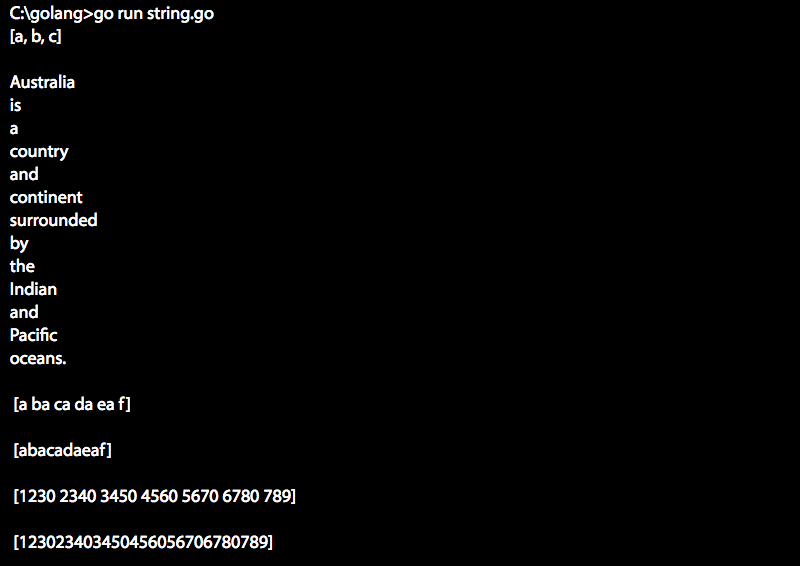 C:\golang>go run string.go
[a, b, c]
Australia
is
a
country
and
continent
surrounded
by
the
Indian
and
Pacific
oceans.
[a ba ca da ea f]
[abacadaeaf]
[1230 2340 3450 4560 5670 6780 789]
[123023403450456056706780789]